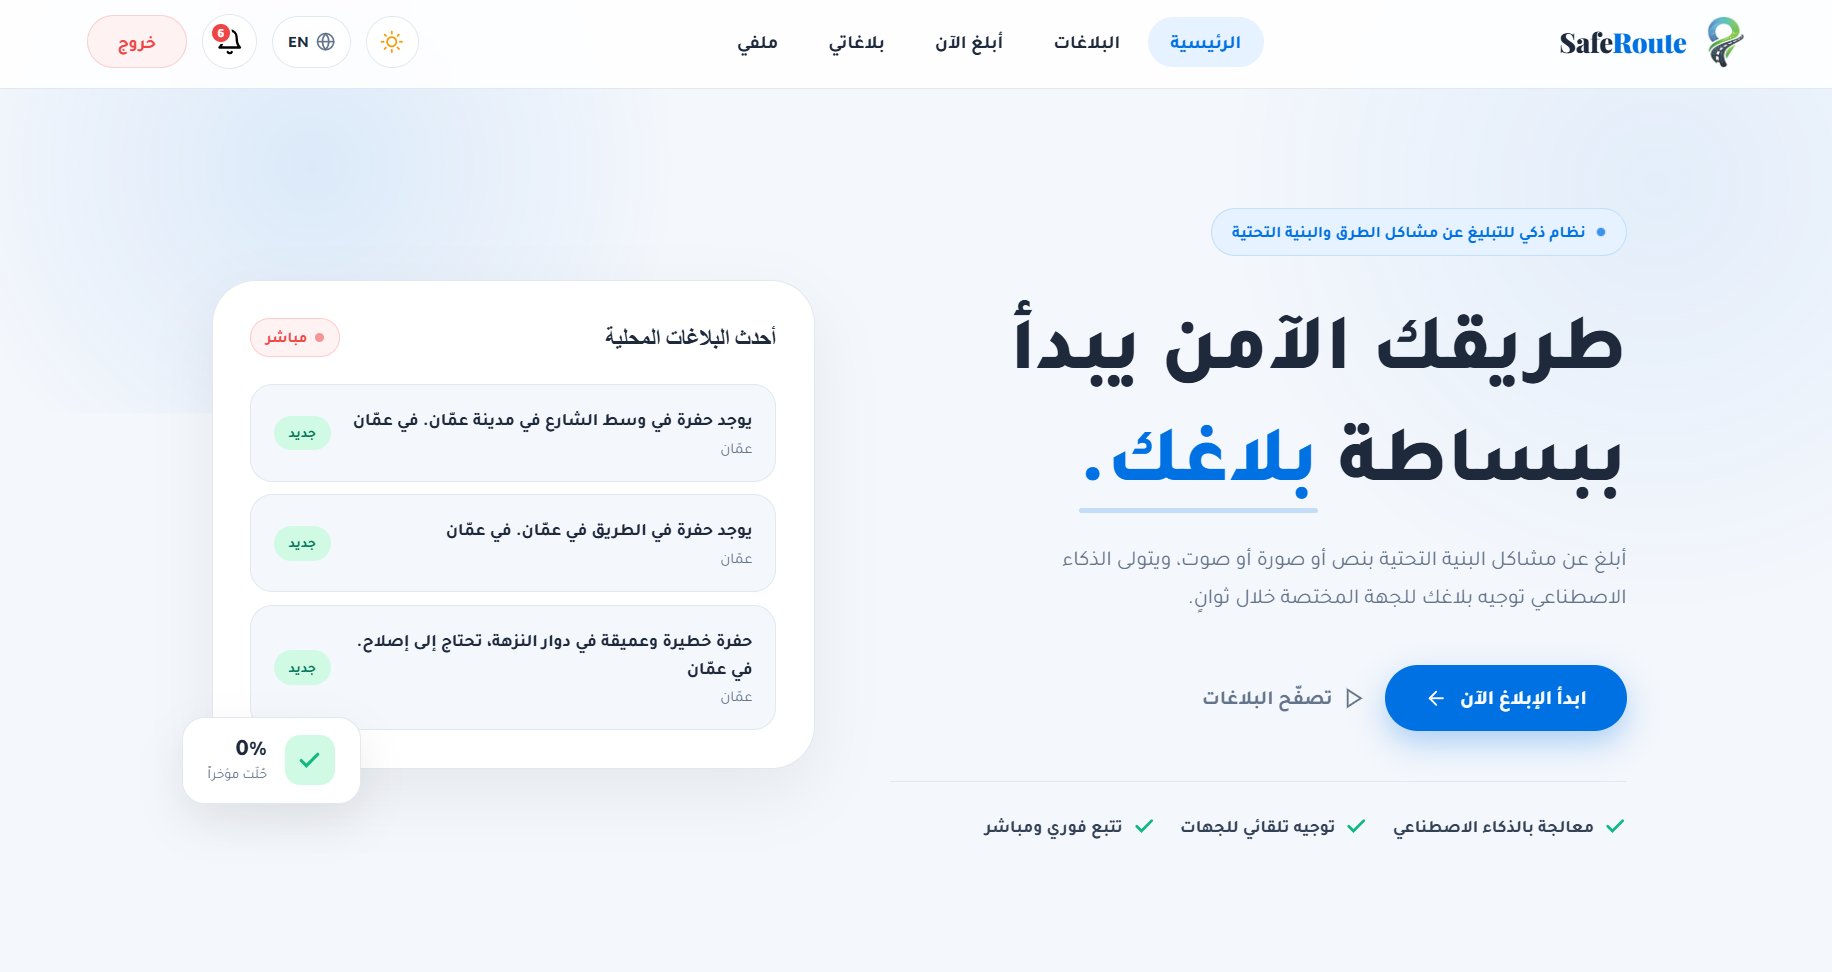 SafeRoute
الرئيسية
البلاغات
أبلغ الآن
بلاغاتي
ملفي
EN
6
خروج
نظام ذكي للتبليغ عن مشاكل الطرق والبنية التحتية
طريقك الآمن يبدأ
ببساطة بلاغك.
أبلغ عن مشاكل البنية التحتية بنص أو صورة أو صوت، ويتولى الذكاء
الاصطناعي توجيه بلاغك للجهة المختصة خلال ثوانٍ.
ابدأ الإبلاغ الآن
تصفّح البلاغات
معالجة بالذكاء الاصطناعي
توجيه تلقائي للجهات
تتبع فوري ومباشر
أحدث البلاغات المحلية
مباشر
يوجد حفرة في وسط الشارع في مدينة عمّان. في عمّان
عمّان
جديد
يوجد حفرة في الطريق في عمّان. في عمّان
عمّان
جديد
حفرة خطيرة وعميقة في دوار النزهة، تحتاج إلى إصلاح.
في عمّان
عمّان
جديد
0%
حُلّت مؤخراً